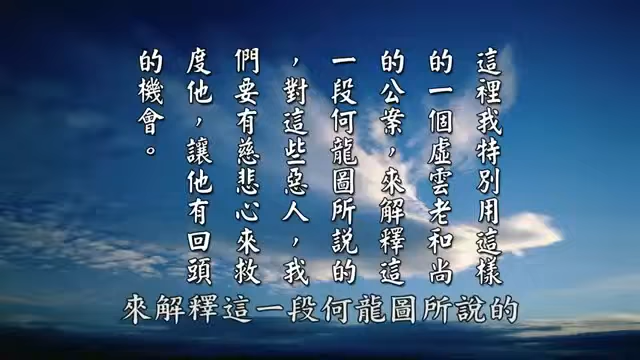 這裡我特別用這樣
的一個虛雲老和尚
的公案，來解釋這
一段何龍圖所說的
，對這些惡人，我
們要有慈悲心來救
度他，讓他有回頭
的機會。
來解釋這一段何龍圖所說的